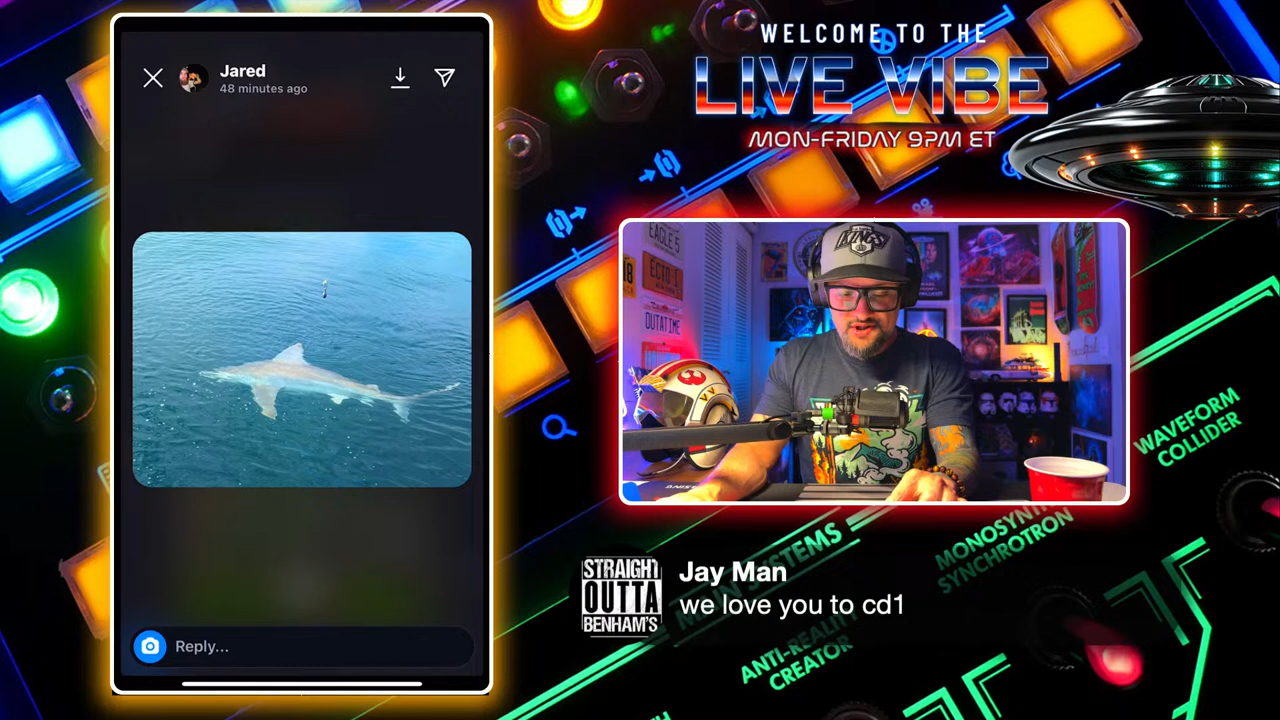 Jared
48 minutes ago
Reply...
WELCOME TO THE
LIVE VIBE
MON-FRIDAY 9PM ET
EAGLE 5
ECTO 1
OUTATIME
KINGS
STRAIGHT
OUTTA
BENHAM'S
Jay Man
we love you to cd1
WAVEFORM
COLLIDER
MONOSYNTH
SYNCHROTRON
SYSTEMS
ANTI-REALITY
CREATOR